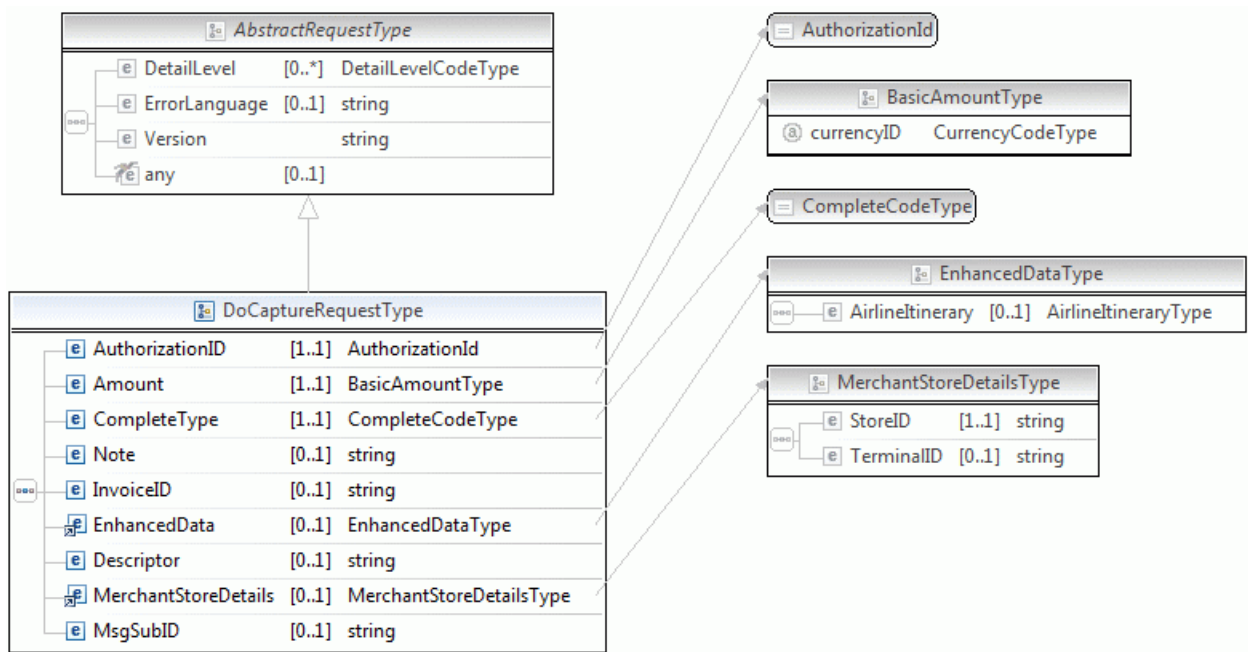 AbstractRequestType
DetailLevel [0..*] DetailLevelCodeType
ErrorLanguage [0..1] string
Version string
any [0..1]
DoCaptureRequestType
AuthorizationID [1..1] AuthorizationId
Amount [1..1] BasicAmountType
CompleteType [1..1] CompleteCodeType
Note [0..1] string
InvoiceID [0..1] string
EnhancedData [0..1] EnhancedDataType
Descriptor [0..1] string
MerchantStoreDetails [0..1] MerchantStoreDetailsType
MsgSubID [0..1] string
AuthorizationId
BasicAmountType
currencyID CurrencyCodeType
CompleteCodeType
EnhancedDataType
AirlineItinerary [0..1] AirlineItineraryType
MerchantStoreDetailsType
StoreID [1..1] string
TerminalID [0..1] string